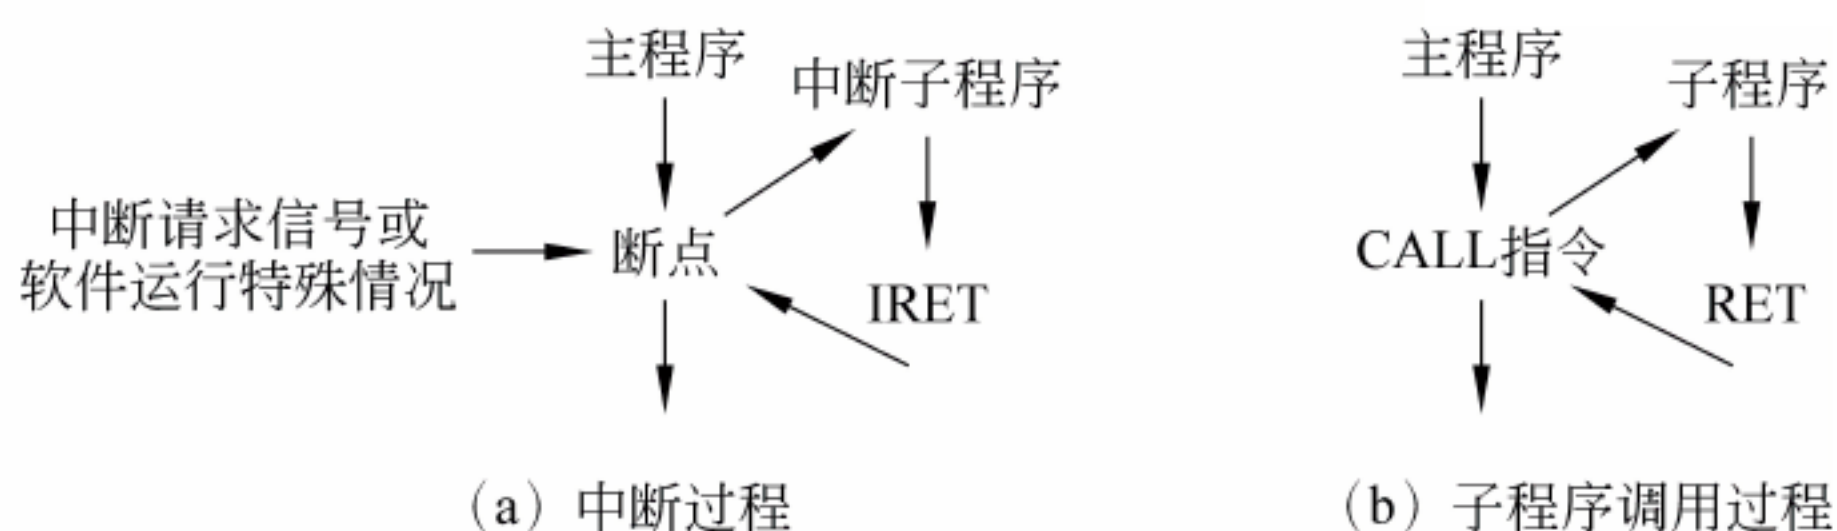 主程序
中断子程序
中断请求信号或
软件运行特殊情况
断点
IRET
(a) 中断过程
主程序
子程序
CALL指令
RET
(b) 子程序调用过程